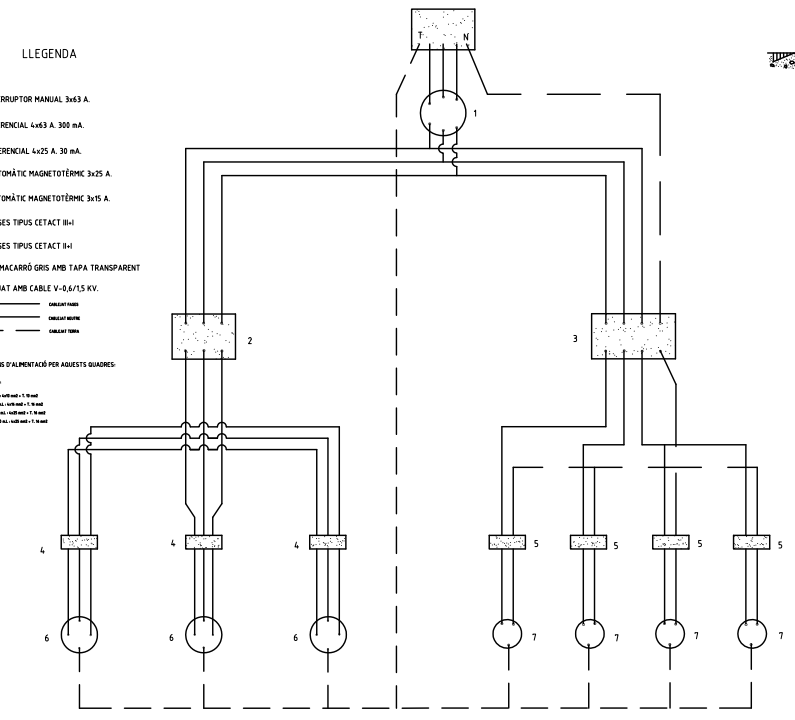 LLEGENDA
T
N
RRUPTOR MANUAL 3x63 A.
1
RENCIAL 4x63 A. 300 mA.
ERENCIAL 4x25 A. 30 mA.
TOMÀTIC MAGNETOTÈRMIC 3x25 A.
TOMÀTIC MAGNETOTÈRMIC 3x15 A.
SES TIPUS CETACT III+I
SES TIPUS CETACT II+I
MACARRÓ GRIS AMB TAPA TRANSPARENT
JAT AMB CABLE V-0,6/1,5 KV.
CABLEJAT FASES
CABLEJAT NEUTRE
CABLEJAT TERRA
2
3
NS D'ALIMENTACIÓ PER AQUESTS QUADRES:
4
4
4
5
5
5
5
6
6
6
7
7
7
7